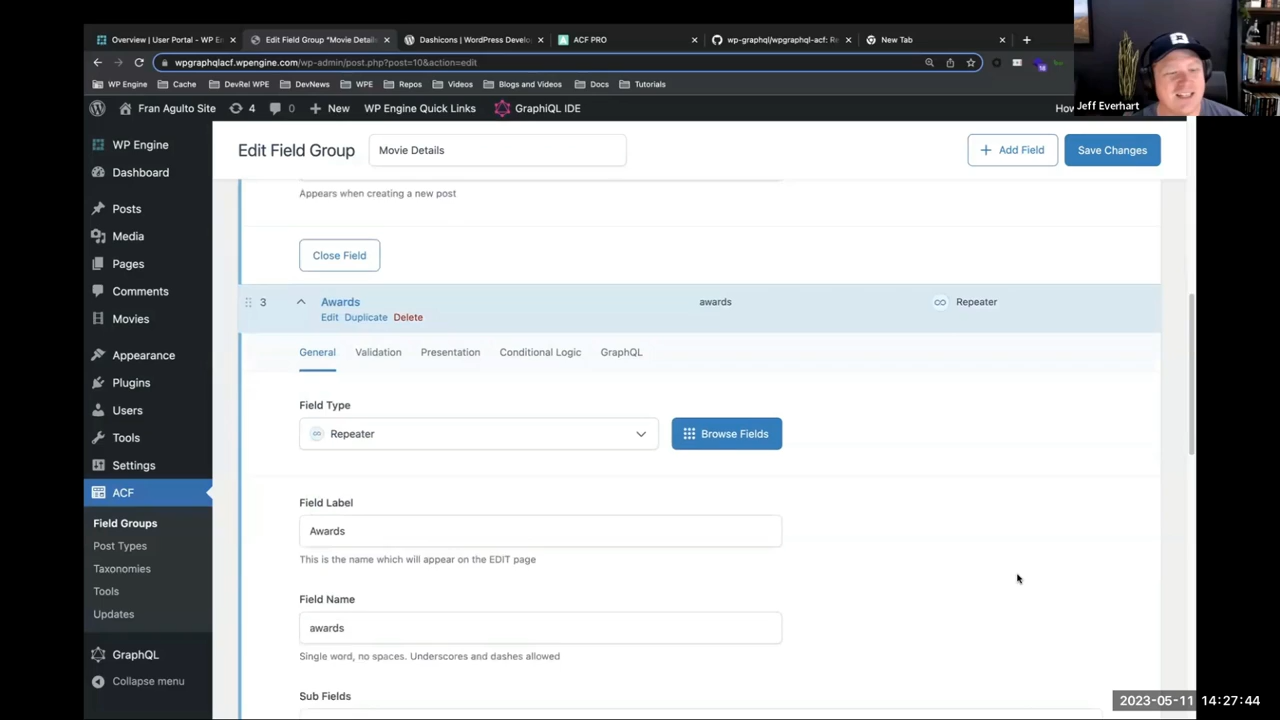 Overview | User Portal - WP E
Edit Field Group "Movie Detail
Dashicons | WordPress Develo
ACF PRO
wp-graphql/wpgraphql-acf: R
New Tab
wpgraphqlacf.wpengine.com/wp-admin/post.php?post=10&action=edit
WP Engine
Cache
DevRel WPE
DevNews
WPE
Repos
Videos
Blogs and Videos
Docs
Tutorials
Jeff Everhart
Fran Agulto Site
4
0
New
WP Engine Quick Links
GraphiQL IDE
WP Engine
Dashboard
Posts
Media
Pages
Comments
Movies
Appearance
Plugins
Users
Tools
Settings
ACF
Field Groups
Post Types
Taxonomies
Tools
Updates
GraphQL
Collapse menu
Edit Field Group
Movie Details
+ Add Field
Save Changes
Appears when creating a new post
Close Field
3
Awards
awards
Repeater
Edit Duplicate Delete
General
Validation
Presentation
Conditional Logic
GraphQL
Field Type
Repeater
Browse Fields
Field Label
Awards
This is the name which will appear on the EDIT page
Field Name
awards
Single word, no spaces. Underscores and dashes allowed
Sub Fields
2023-05-11 14:27:44